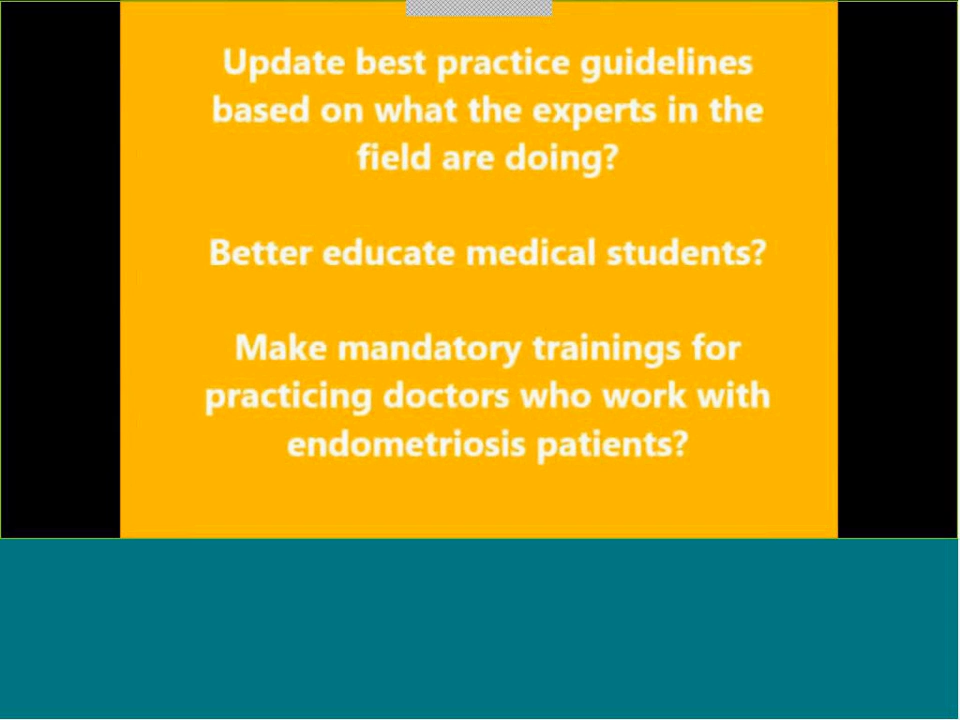 Update best practice guidelines
based on what the experts in the
field are doing?
Better educate medical students?
Make mandatory trainings for
practicing doctors who work with
endometriosis patients?